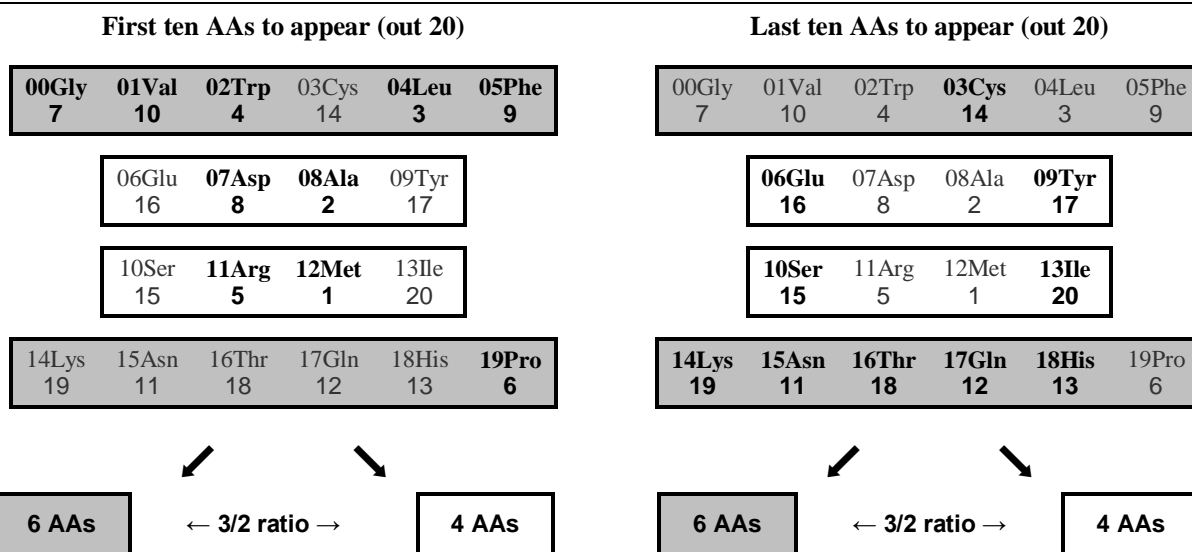 First ten AAs to appear (out 20)
Last ten AAs to appear (out 20)
00Gly 01Val 02Trp 03Cys 04Leu 05Phe
7 10 4 14 3 9
00Gly 01Val 02Trp 03Cys 04Leu 05Phe
7 10 4 14 3 9
06Glu 07Asp 08Ala 09Tyr
16 8 2 17
06Glu 07Asp 08Ala 09Tyr
16 8 2 17
10Ser 11Arg 12Met 13Ile
15 5 1 20
10Ser 11Arg 12Met 13Ile
15 5 1 20
14Lys 15Asn 16Thr 17Gln 18His 19Pro
19 11 18 12 13 6
14Lys 15Asn 16Thr 17Gln 18His 19Pro
19 11 18 12 13 6
6 AAs ← 3/2 ratio → 4 AAs
6 AAs ← 3/2 ratio → 4 AAs